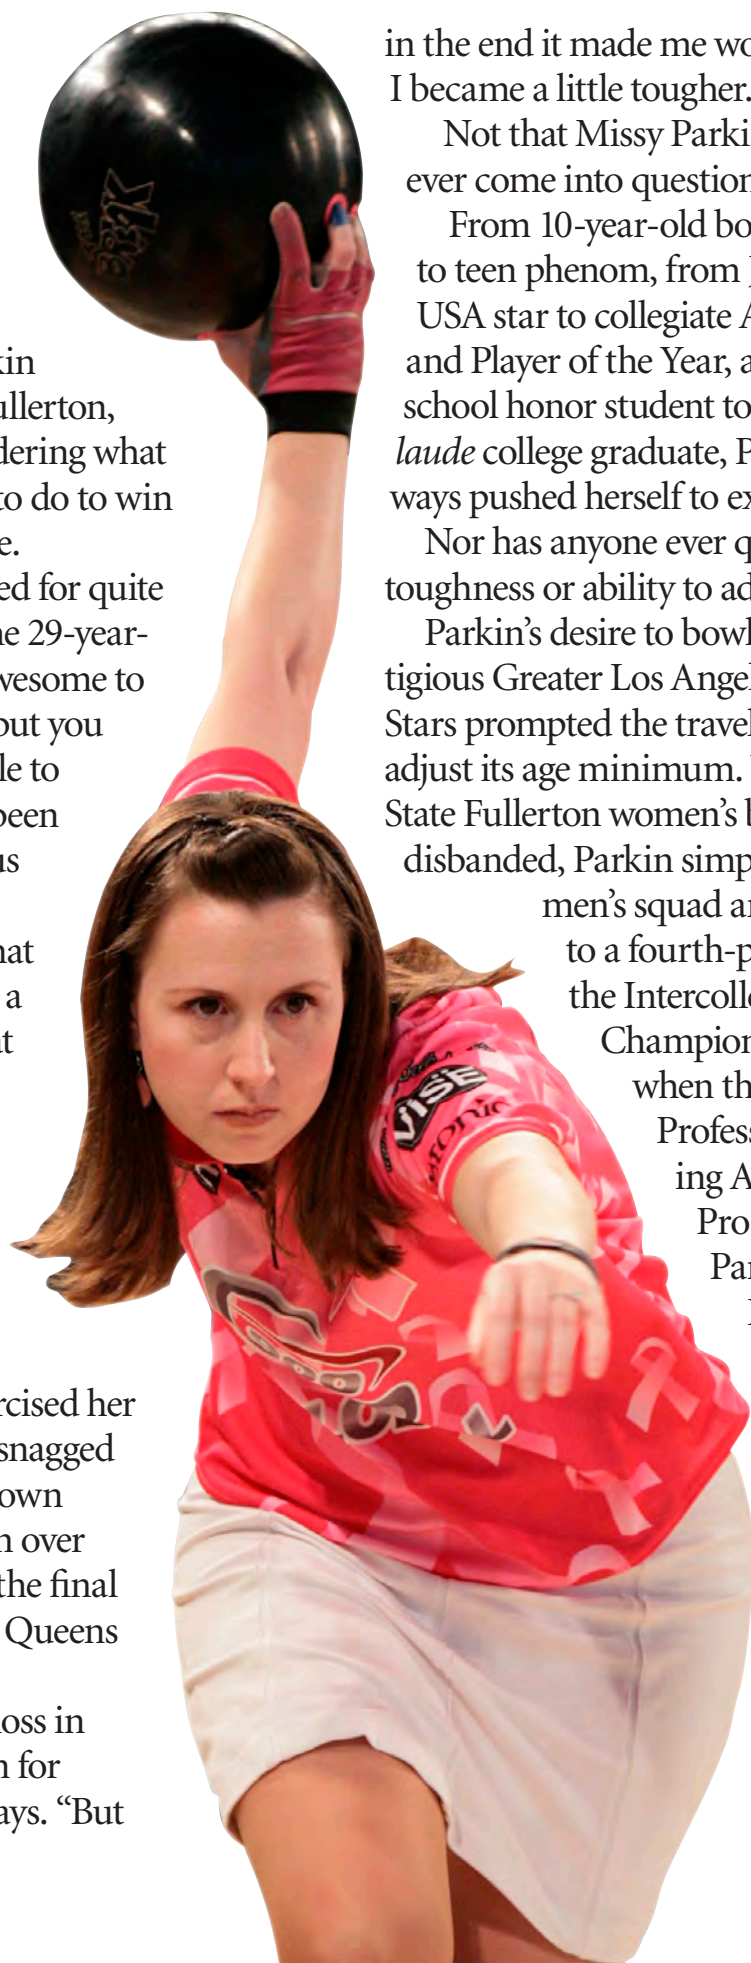 kin
ullerton,
dering what
to do to win
e.
ed for quite
he 29-year-
wesome to
but you
le to
been
us
hat
a
at
rcised her
snagged
own
n over
the final
Queens
loss in
n for
ays. “But
in the end it made me wo
I became a little tougher.
Not that Missy Parki
ever come into question
From 10-year-old bo
to teen phenom, from J
USA star to collegiate A
and Player of the Year, a
school honor student to
laude college graduate, P
ways pushed herself to ex
Nor has anyone ever q
toughness or ability to ad
Parkin’s desire to bowl
tigious Greater Los Angel
Stars prompted the travel
adjust its age minimum.
State Fullerton women’s b
disbanded, Parkin simp
men’s squad an
to a fourth-p
the Intercolle
Champion
when th
Profess
ing A
Pro
Par
VISE